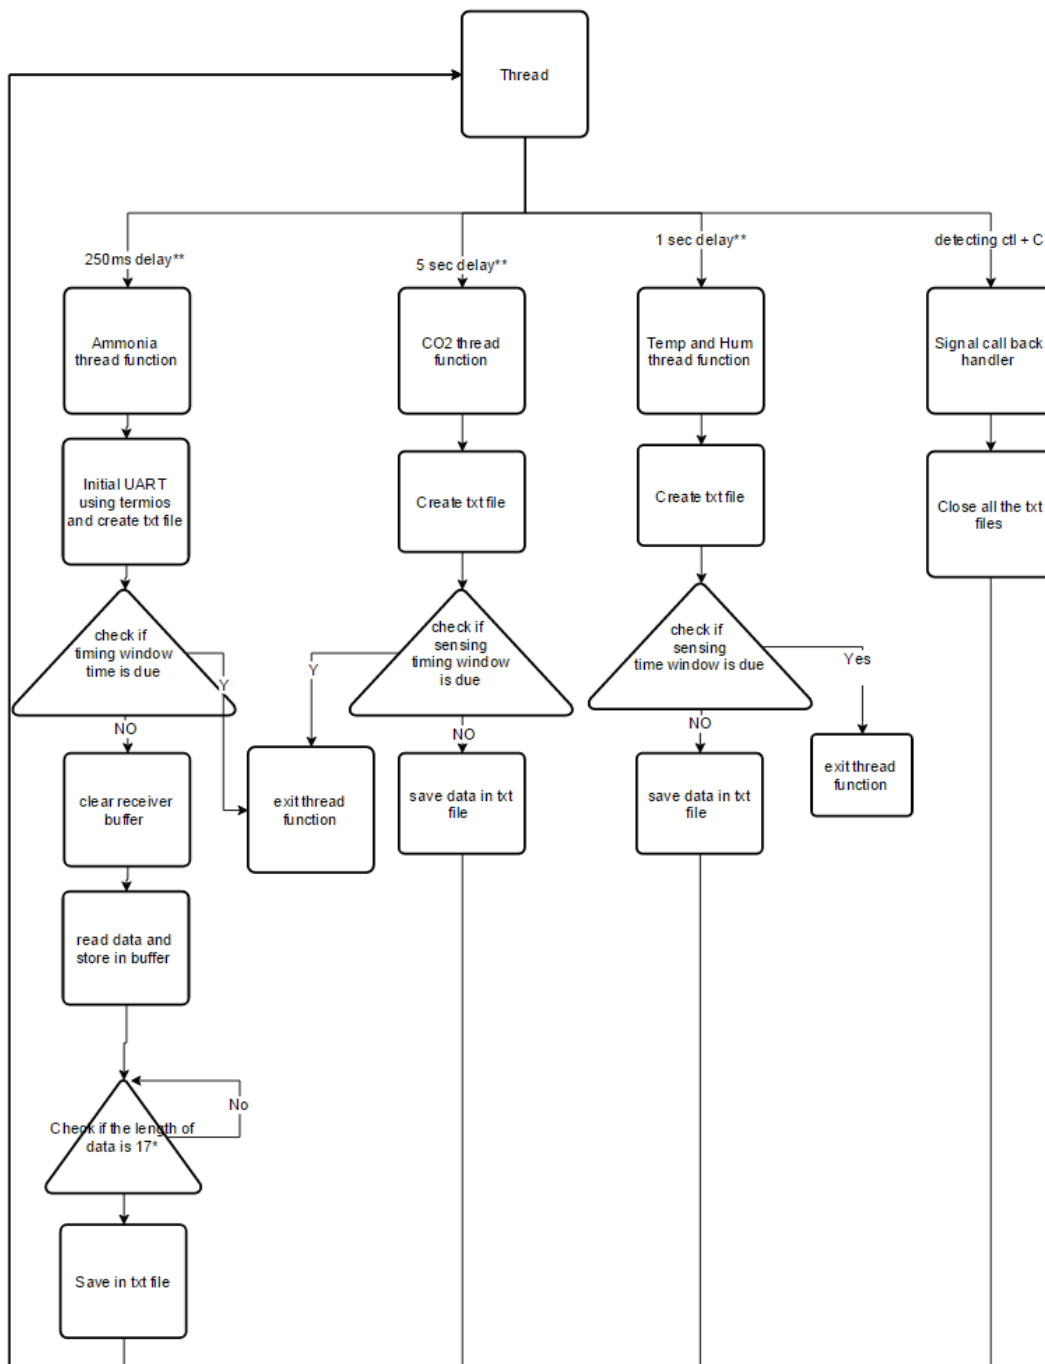 Thread
250ms delay**
5 sec delay**
1 sec delay**
detecting ctl + C
Ammonia
thread function
CO2 thread
function
Temp and Hum
thread function
Signal call back
handler
Initial UART
using termios
and create txt file
Create txt file
Create txt file
Close all the txt
files
check if
timing window
time is due
Y
NO
check if
sensing
timing window
is due
Y
NO
check if
sensing
time window is due
Yes
NO
clear receiver
buffer
exit thread
function
save data in txt
file
save data in txt
file
exit thread
function
read data and
store in buffer
Check if the length of
data is 17*
No
Save in txt file